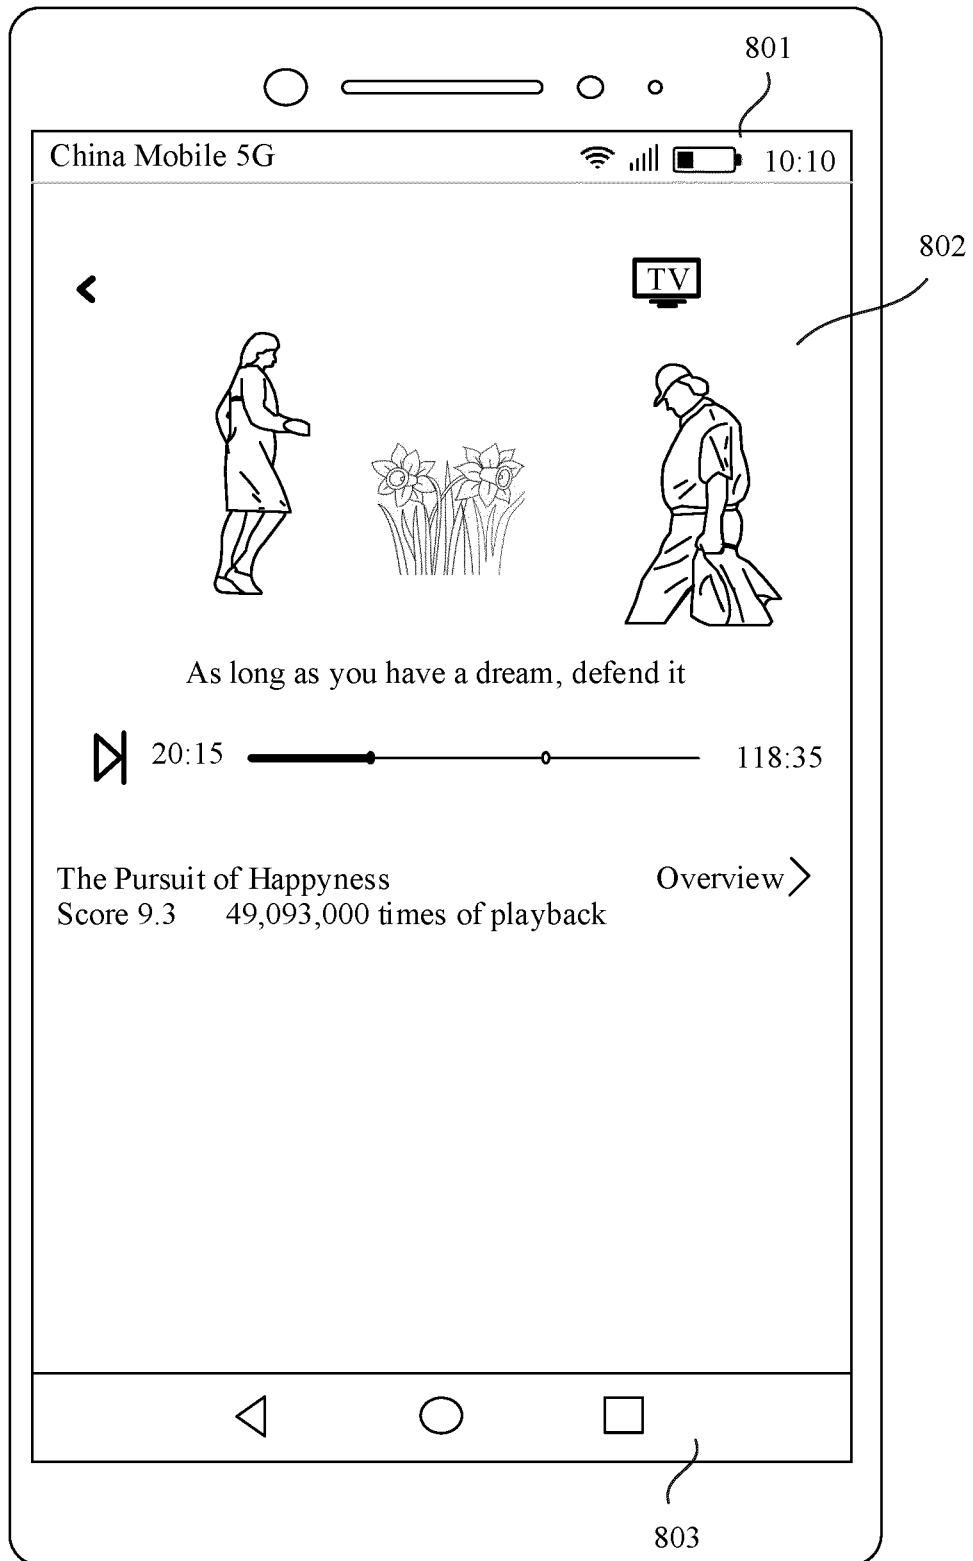 801
China Mobile 5G 10:10
802
TV
As long as you have a dream, defend it
20:15 118:35
The Pursuit of Happyness Overview
Score 9.3 49,093,000 times of playback
803